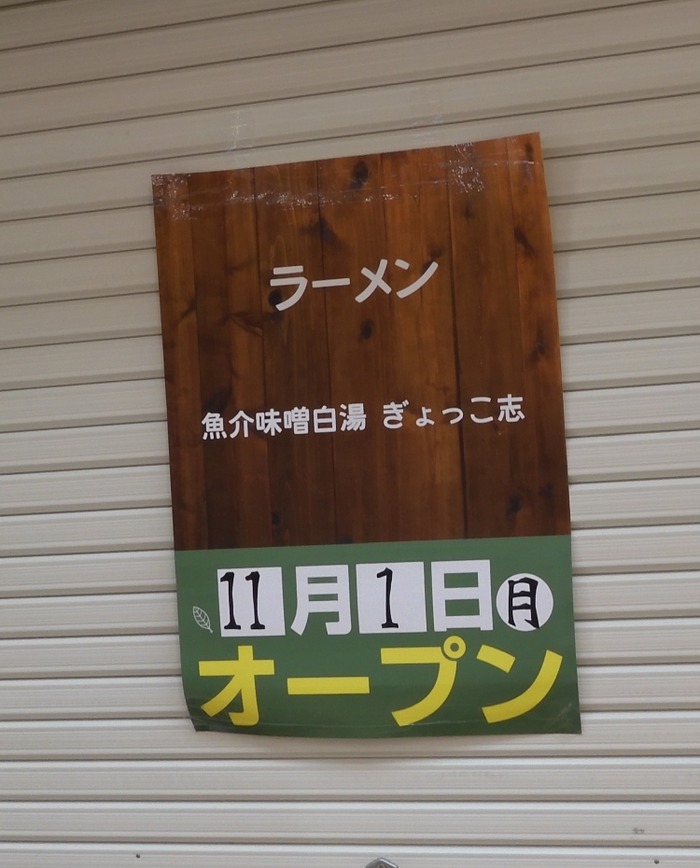 ラーメン
魚介味噌白湯 ぎょっこ志
11月1日月
オープン